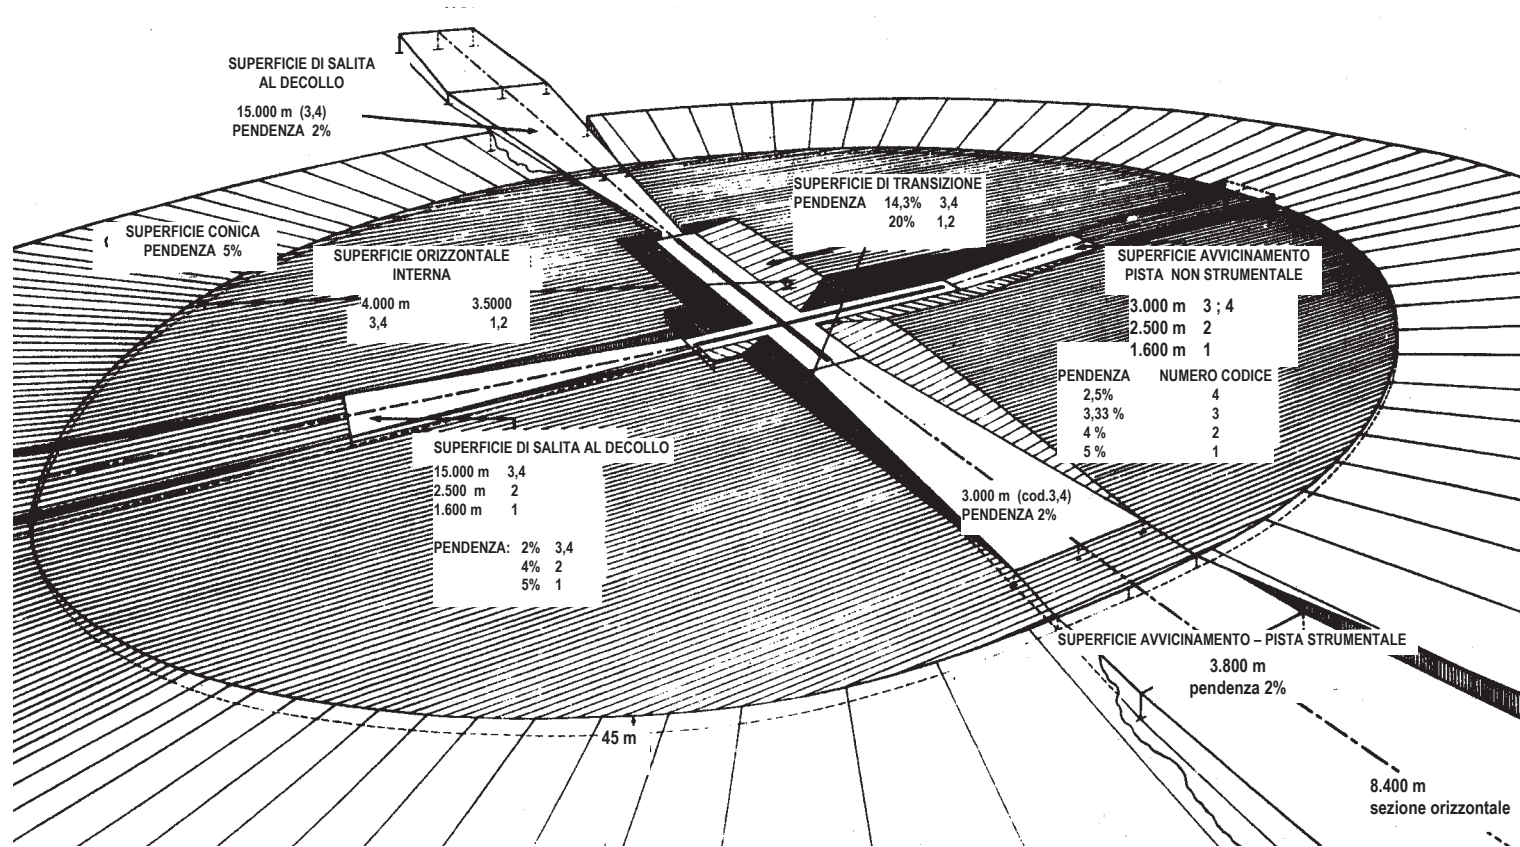 SUPERFICIE DI SALITA
AL DECOLLO
15.000 m (3,4)
PENDENZA 2%
SUPERFICIE DI TRANSIZIONE
PENDENZA 14,3% 3,4
20% 1,2
SUPERFICIE CONICA
PENDENZA 5%
SUPERFICIE ORIZZONTALE
INTERNA
4.000 m 3.5000
3,4 1,2
SUPERFICIE AVVICINAMENTO
PISTA NON STRUMENTALE
3.000 m 3 ; 4
2.500 m 2
1.600 m 1
PENDENZA NUMERO CODICE
2,5% 4
3,33 % 3
4 % 2
5 % 1
SUPERFICIE DI SALITA AL DECOLLO
15.000 m 3,4
2.500 m 2
1.600 m 1
PENDENZA: 2% 3,4
4% 2
5% 1
3.000 m (cod.3,4)
PENDENZA 2%
SUPERFICIE AVVICINAMENTO – PISTA STRUMENTALE
3.800 m
pendenza 2%
45 m
8.400 m
sezione orizzontale